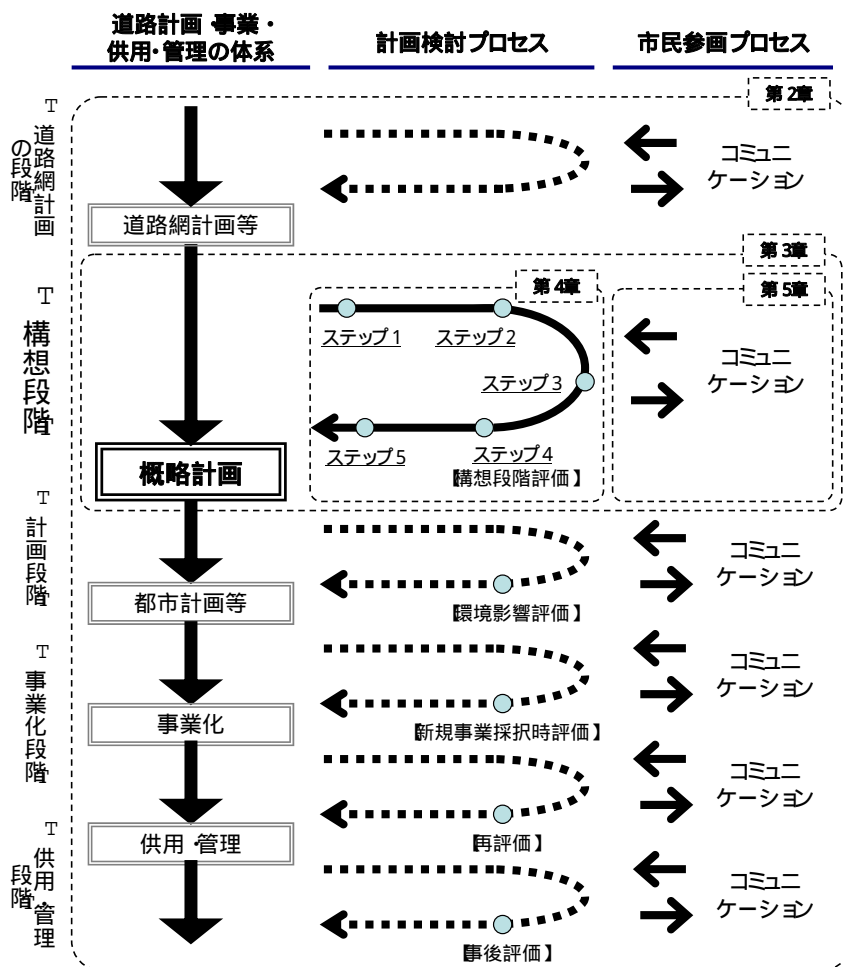 道路計画・事業・
供用・管理の体系
計画検討プロセス
市民参画プロセス
第2章
道路網計画
の段階
コミュニ
ケーション
道路網計画等
第3章
第4章
第5章
構想段階
ステップ1
ステップ2
ステップ3
ステップ4
【構想段階評価】
ステップ5
コミュニ
ケーション
概略計画
計画段階
コミュニ
ケーション
都市計画等
【環境影響評価】
事業化段階
コミュニ
ケーション
事業化
【新規事業採択時評価】
コミュニ
ケーション
供用・管理
【再評価】
供用・管理
段階
コミュニ
ケーション
【事後評価】